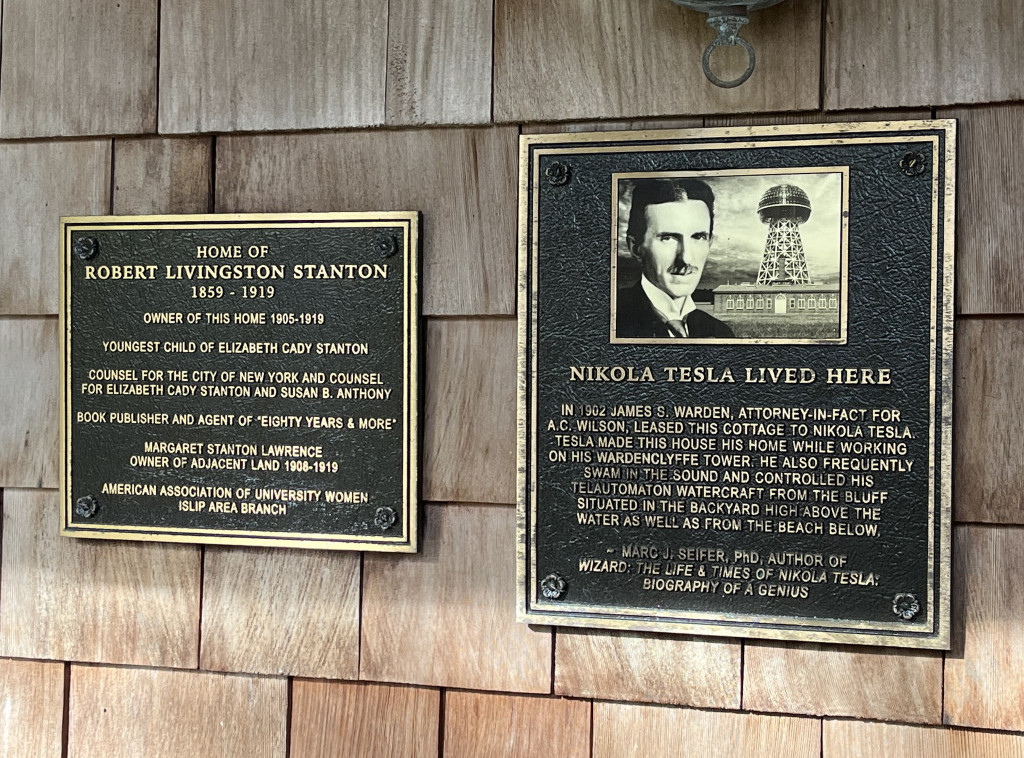 HOME OF
ROBERT LIVINGSTON STANTON
1859 - 1919
OWNER OF THIS HOME 1905-1919
YOUNGEST CHILD OF ELIZABETH CADY STANTON
COUNSEL FOR THE CITY OF NEW YORK AND COUNSEL
FOR ELIZABETH CADY STANTON AND SUSAN B. ANTHONY
BOOK PUBLISHER AND AGENT OF "EIGHTY YEARS & MORE"
MARGARET STANTON LAWRENCE
OWNER OF ADJACENT LAND 1908-1919
AMERICAN ASSOCIATION OF UNIVERSITY WOMEN
ISLIP AREA BRANCH
NIKOLA TESLA LIVED HERE
IN 1902 JAMES S. WARDEN, ATTORNEY-IN-FACT FOR
A.C. WILSON, LEASED THIS COTTAGE TO NIKOLA TESLA.
TESLA MADE THIS HOUSE HIS HOME WHILE WORKING
ON HIS WARDENCLYFFE TOWER. HE ALSO FREQUENTLY
SWAM IN THE SOUND AND CONTROLLED HIS
TELAUTOMATON WATERCRAFT FROM THE BLUFF
SITUATED IN THE BACKYARD HIGH ABOVE THE
WATER AS WELL AS FROM THE BEACH BELOW.
~ MARC J. SEIFER, PhD, AUTHOR OF
WIZARD: THE LIFE & TIMES OF NIKOLA TESLA:
BIOGRAPHY OF A GENIUS